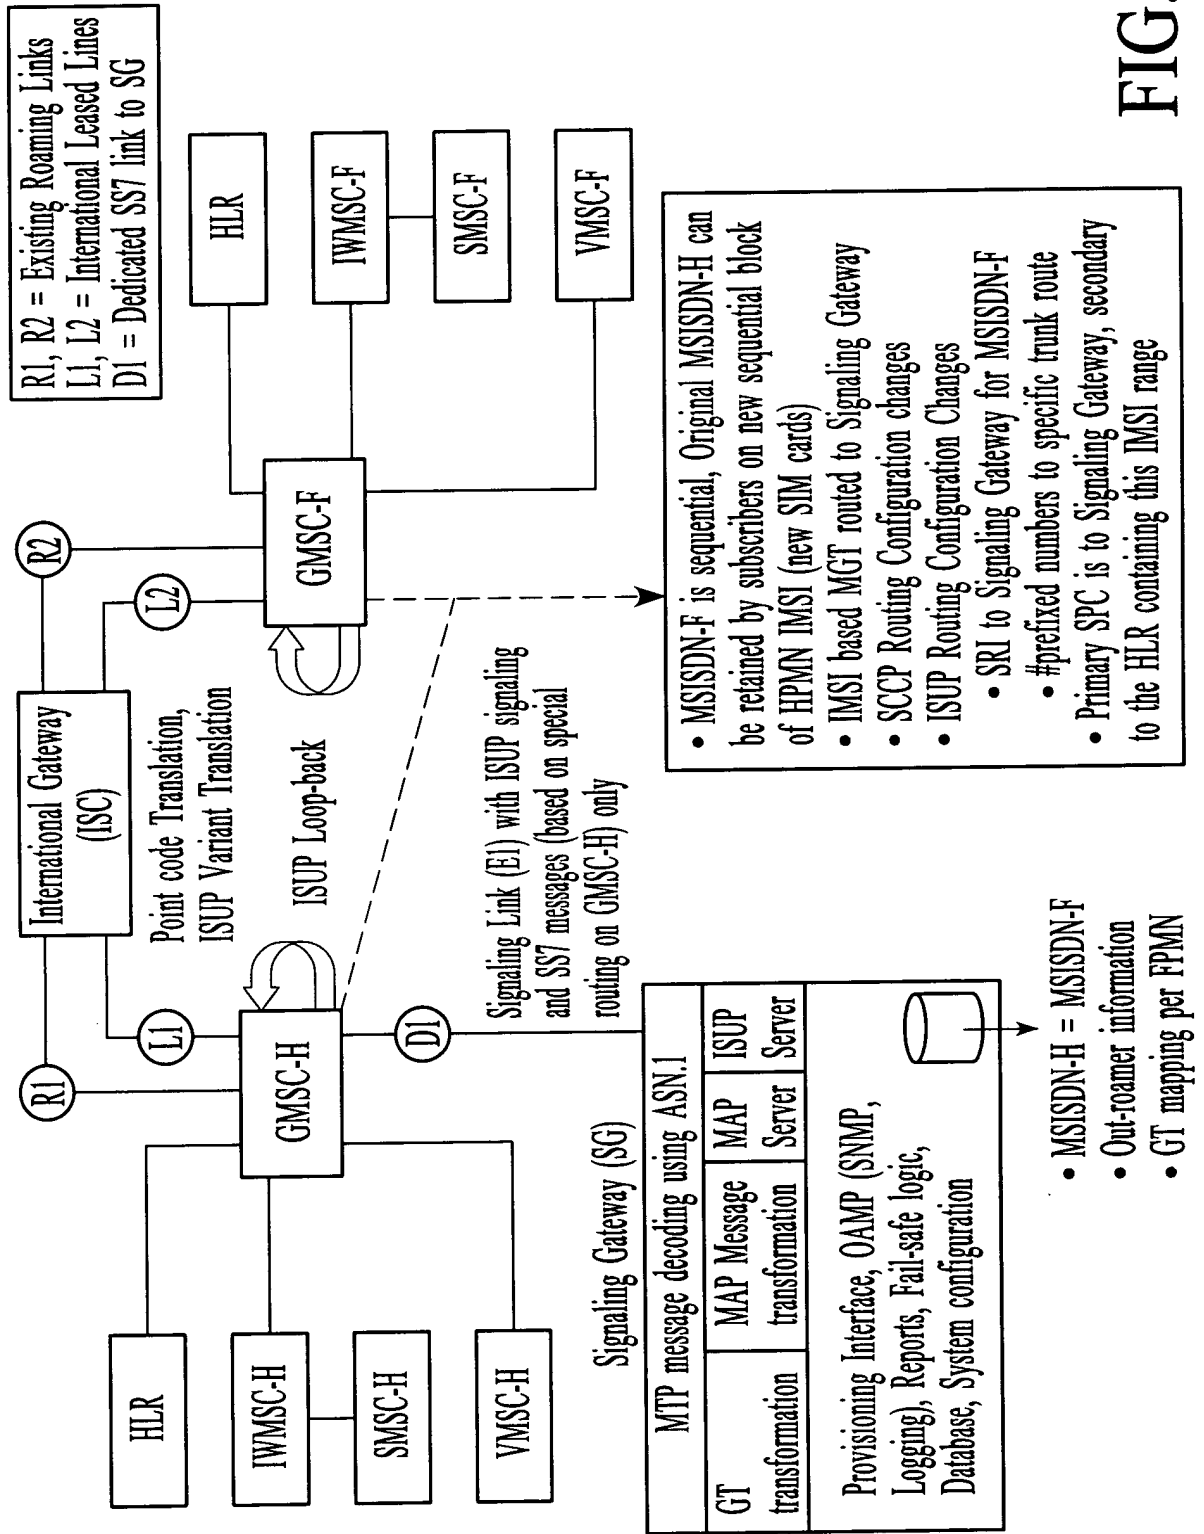 R1, R2 = Existing Roaming Links
L1, L2 = International Leased Lines
D1 = Dedicated SS7 link to SG
R1
R2
International Gateway
(ISC)
L1
L2
Point code Translation,
ISUP Variant Translation
ISUP Loop-back
HLR
GMSC-H
IWMSC-H
SMSC-H
VMSC-H
D1
GMSC-F
HLR
IWMSC-F
SMSC-F
VMSC-F
Signaling Link (E1) with ISUP signaling
and SS7 messages (based on special
routing on GMSC-H) only
Signaling Gateway (SG)
MTP message decoding using ASN.1
GT
transformation
MAP Message
transformation
MAP
Server
ISUP
Server
Provisioning Interface, OAMP (SNMP,
Logging), Reports, Fail-safe logic,
Database, System configuration
• MSISDN-H = MSISDN-F
• Out-roamer information
• GT mapping per FPMN
• MSISDN-F is sequential, Original MSISDN-H can
be retained by subscribers on new sequential block
of HPMN IMSI (new SIM cards)
• IMSI based MGT routed to Signaling Gateway
• SCCP Routing Configuration changes
• ISUP Routing Configuration Changes
• SRI to Signaling Gateway for MSISDN-F
• #prefixed numbers to specific trunk route
• Primary SPC is to Signaling Gateway, secondary
to the HLR containing this IMSI range
FIG.